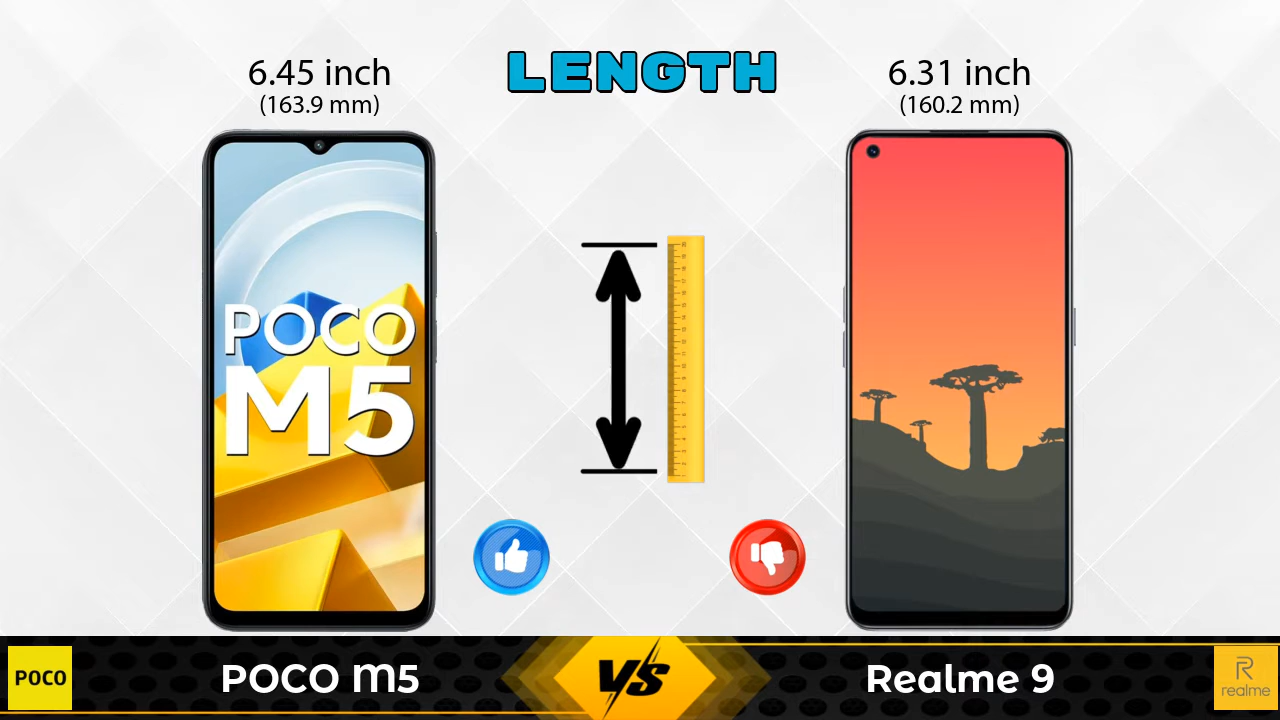 LENGTH
6.45 inch
(163.9 mm)
6.31 inch
(160.2 mm)
POCO
M5
POCO
POCO M5
VS
Realme 9
R
realme